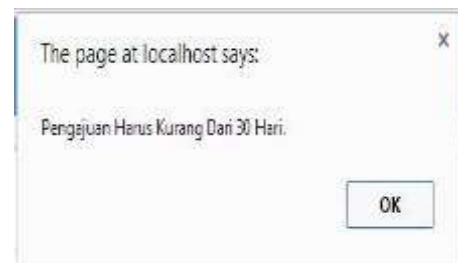 The page at localhost says:
Pengajuan Harus Kurang Dari 30 Hari.
OK